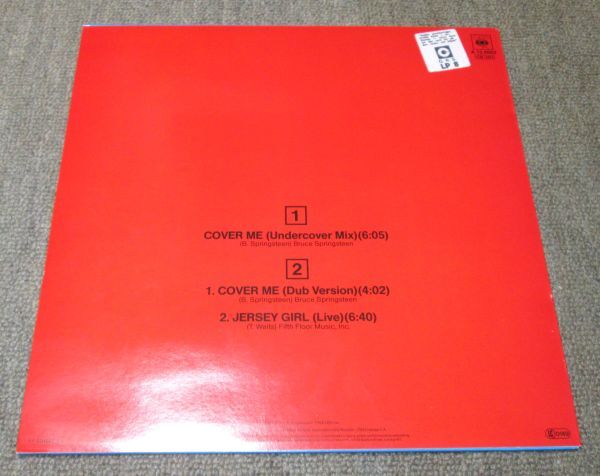 LP 8
1
COVER ME (Undercover Mix)(6:05)
(B. Springsteen) Bruce Springsteen
2
1. COVER ME (Dub Version)(4:02)
(B. Springsteen) Bruce Springsteen
2. JERSEY GIRL (Live)(6:40)
(T. Waits) Fifth Floor Music, Inc.